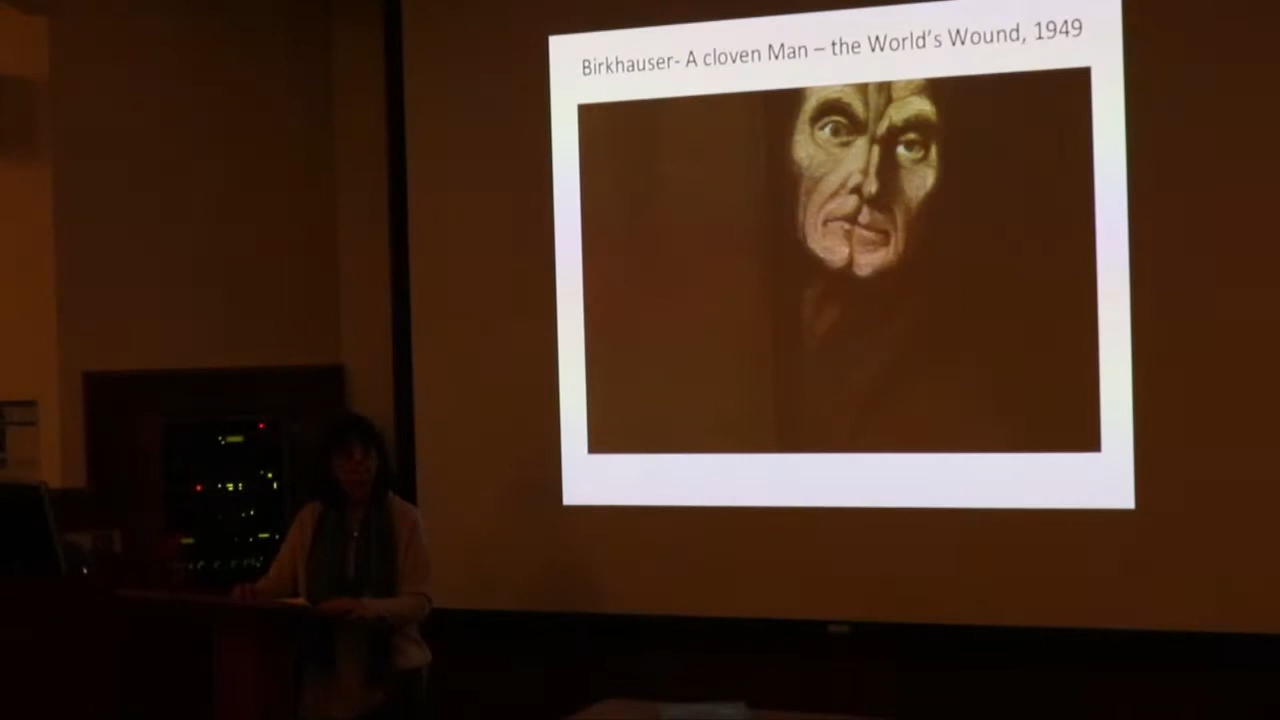 Birkhauser- A cloven Man – the World's Wound, 1949